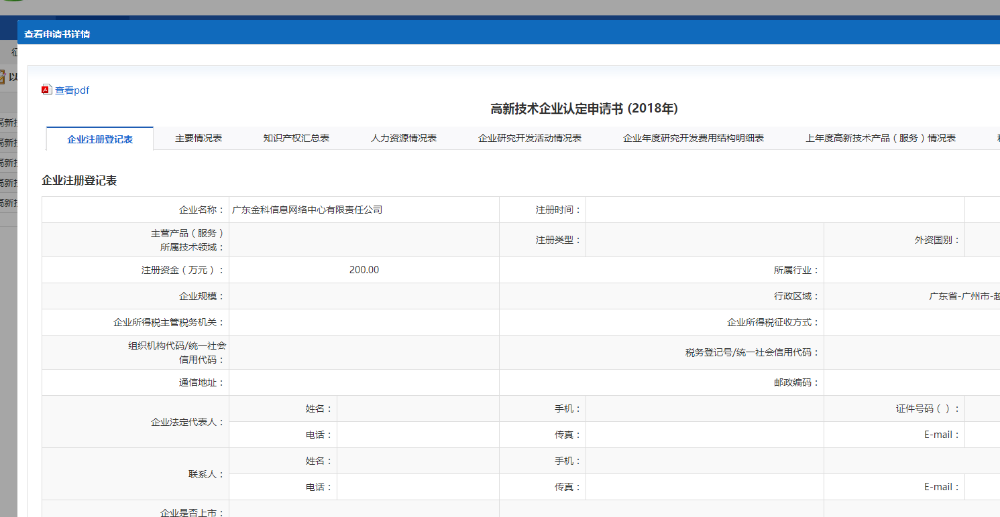 查看申请书详情
征
以
高新技
高新技
高新技
高新技
高新技
查看pdf
高新技术企业认定申请书 (2018年)
企业注册登记表 主要情况表 知识产权汇总表 人力资源情况表 企业研究开发活动情况表 企业年度研究开发费用结构明细表 上年度高新技术产品（服务）情况表
企业注册登记表
企业名称： 广东金科信息网络中心有限责任公司 注册时间：
主营产品（服务）
所属技术领域： 注册类型： 外资国别：
注册资金（万元）： 200.00 所属行业：
企业规模： 行政区域： 广东省-广州市-越
企业所得税主管税务机关： 企业所得税征收方式：
组织机构代码/统一社会
信用代码： 税务登记号/统一社会信用代码：
通信地址： 邮政编码：
企业法定代表人： 姓名： 手机： 证件号码（ ）：
电话： 传真： E-mail：
联系人： 姓名： 手机：
电话： 传真： E-mail：
企业是否上市：